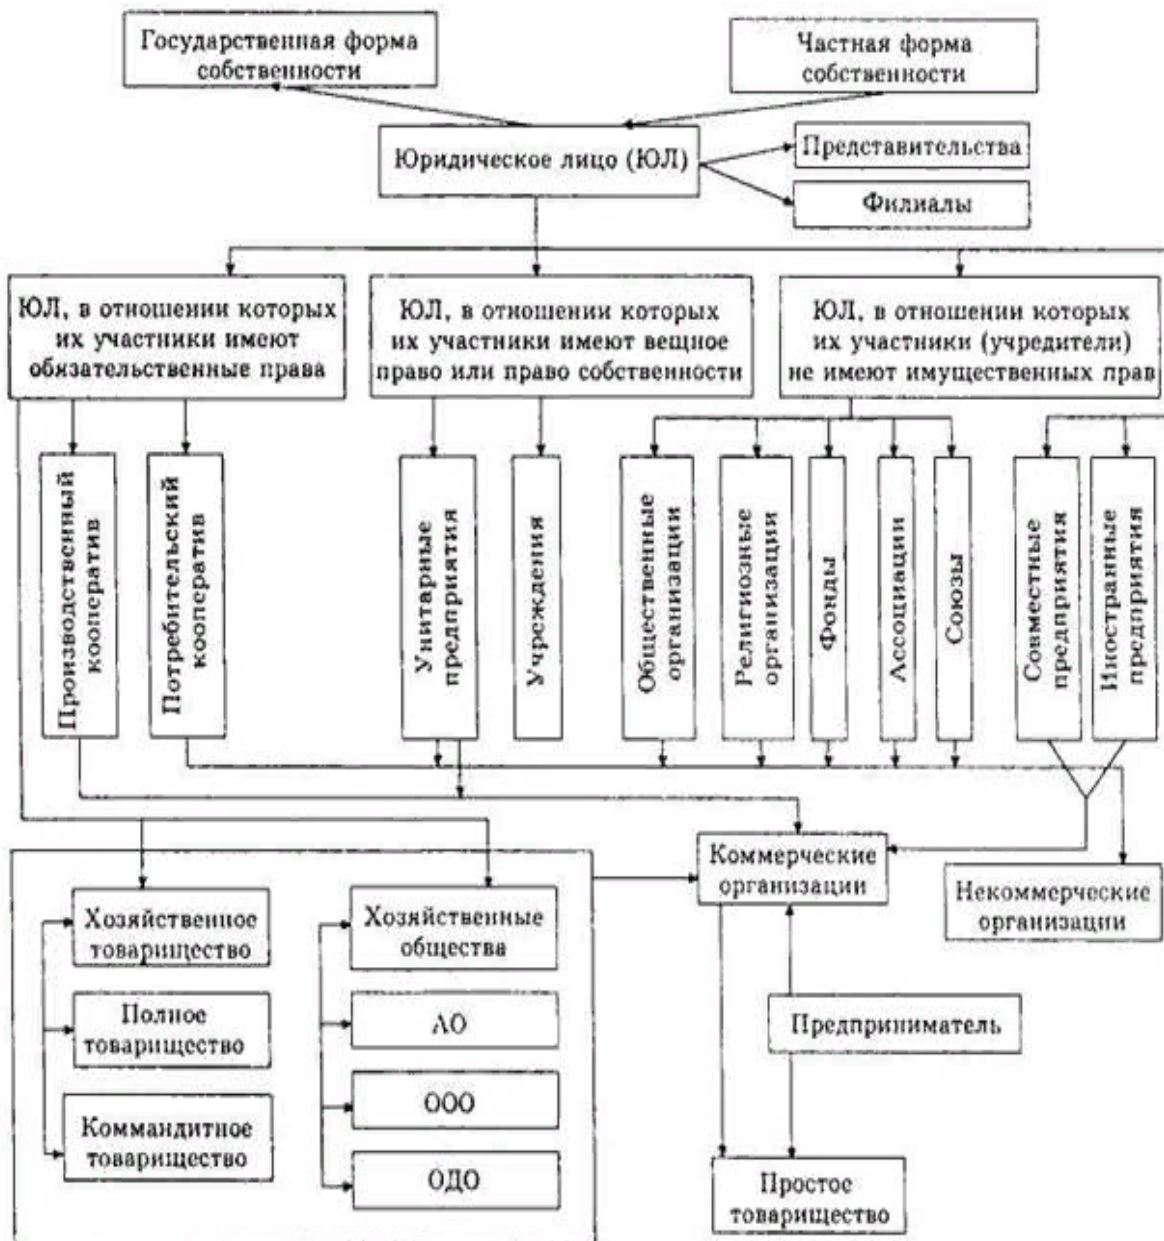 Государственная форма
собственности
Частная форма
собственности
Юридическое лицо (ЮЛ)
Представительства
Филиалы
ЮЛ, в отношении которых
их участники имеют
обязательственные права
ЮЛ, в отношении которых
их участники имеют вещное
право или право собственности
ЮЛ, в отношении которых
их участники (учредители)
не имеют имущественных прав
Производственный
кооператив
Потребительский
кооператив
Унитарные
предприятия
Учреждения
Общественные
организации
Религиозные
организации
Фонды
Ассоциации
Союзы
Совместные
предприятия
Иностранные
предприятия
Коммерческие
организации
Некоммерческие
организации
Хозяйственное
товарищество
Хозяйственные
общества
Полное
товарищество
АО
Предприниматель
ООО
Коммандитное
товарищество
ОДО
Простое
товарищество